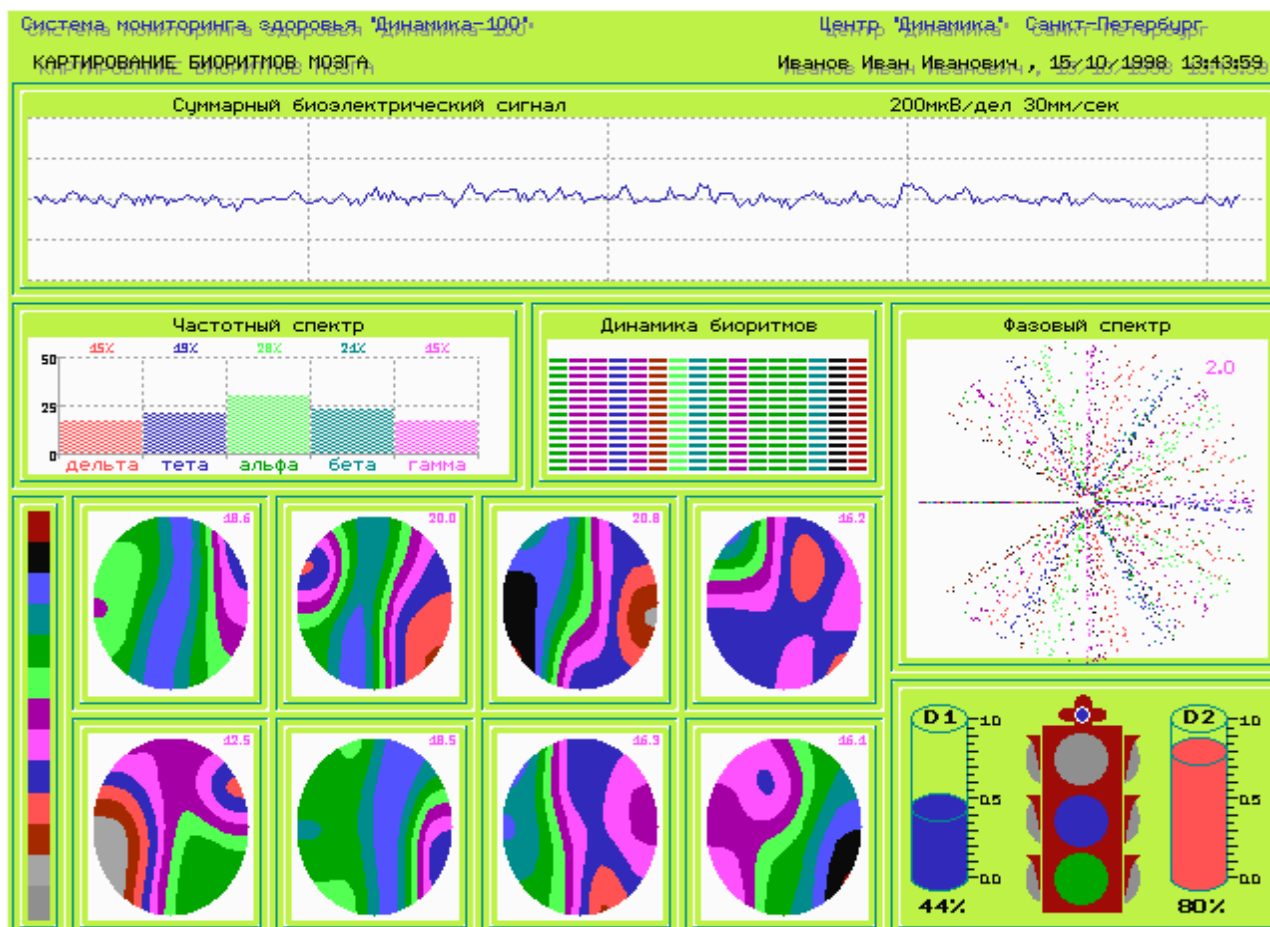 Система мониторинга здоровья "Динамика-100"
Центр "Динамика" Санкт-Петербург
КАРТИРОВАНИЕ БИОРИТМОВ МОЗГА
Иванов Иван Иванович , 15/10/1998 13:43:59
Суммарный биоэлектрический сигнал
200мкВ/дел 30мм/сек
Частотный спектр
15% 19% 28% 21% 15%
50
25
0
дельта тета альфа бета гамма
Динамика биоритмов
Фазовый спектр
2.0
18.6
20.0
20.8
16.2
12.5
18.5
16.3
16.1
D1
1.0
0.5
0.0
44%
D2
1.0
0.5
0.0
80%